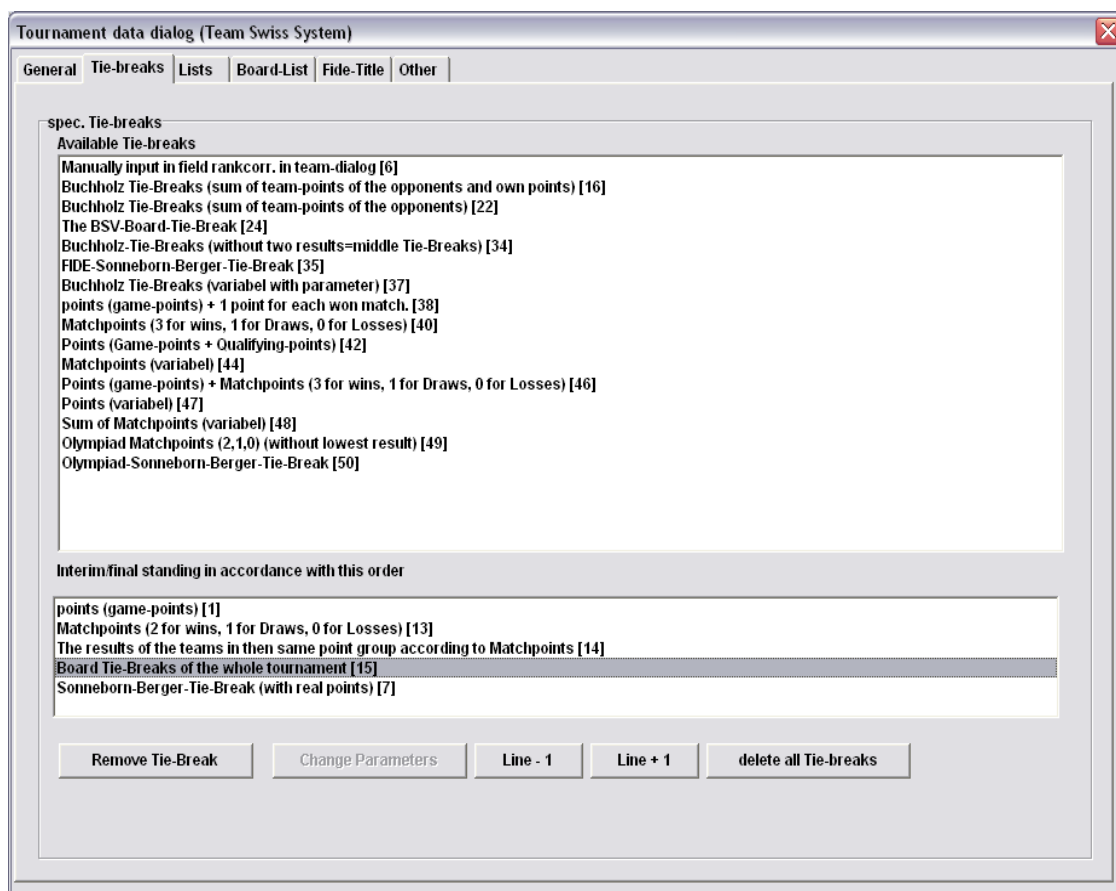 Tournament data dialog (Team Swiss System)
General Tie-breaks Lists Board-List Fide-Title Other
spec. Tie-breaks
Available Tie-breaks
Manually input in field rankcorr. in team-dialog [6]
Buchholz Tie-Breaks (sum of team-points of the opponents and own points) [16]
Buchholz Tie-Breaks (sum of team-points of the opponents) [22]
The BSV-Board-Tie-Break [24]
Buchholz-Tie-Breaks (without two results=middle Tie-Breaks) [34]
FIDE-Sonneborn-Berger-Tie-Break [35]
Buchholz Tie-Breaks (variabel with parameter) [37]
points (game-points) + 1 point for each won match. [38]
Matchpoints (3 for wins, 1 for Draws, 0 for Losses) [40]
Points (Game-points + Qualifying-points) [42]
Matchpoints (variabel) [44]
Points (game-points) + Matchpoints (3 for wins, 1 for Draws, 0 for Losses) [46]
Points (variabel) [47]
Sum of Matchpoints (variabel) [48]
Olympiad Matchpoints (2,1,0) (without lowest result) [49]
Olympiad-Sonneborn-Berger-Tie-Break [50]
Interim/final standing in accordance with this order
points (game-points) [1]
Matchpoints (2 for wins, 1 for Draws, 0 for Losses) [13]
The results of the teams in then same point group according to Matchpoints [14]
Board Tie-Breaks of the whole tournament [15]
Sonneborn-Berger-Tie-Break (with real points) [7]
Remove Tie-Break Change Parameters Line - 1 Line + 1 delete all Tie-breaks